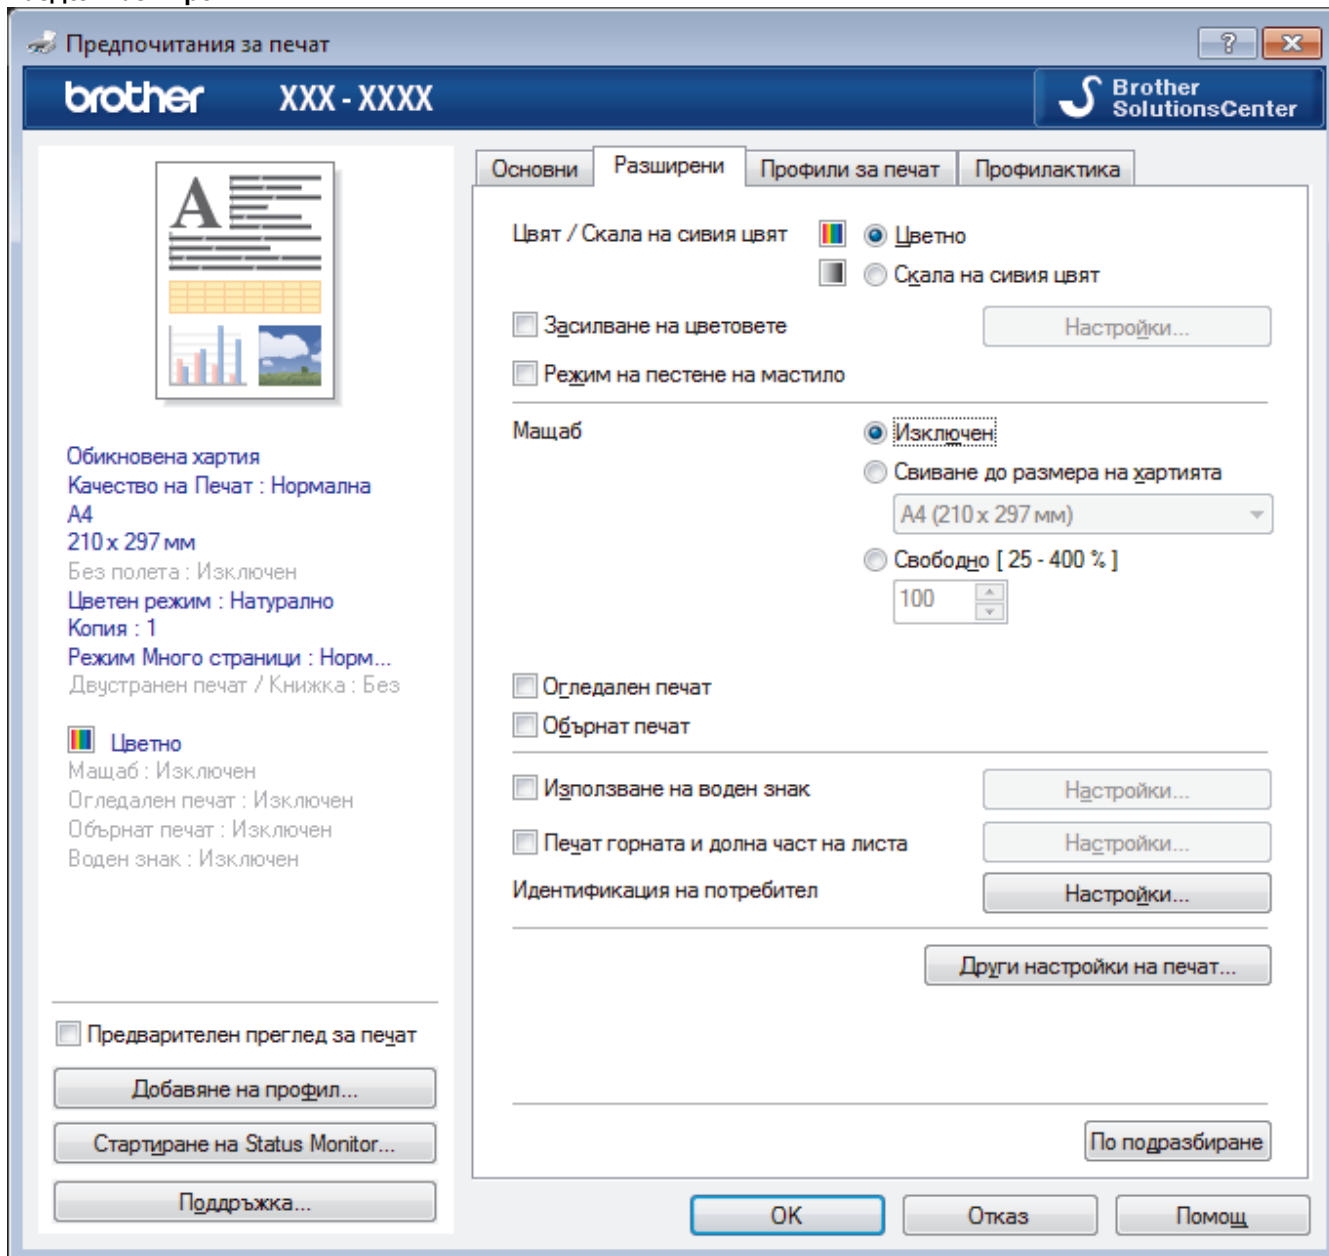 Предпочитания за печат
brother XXX - XXXX
Brother
SolutionsCenter
A
Обикновена хартия
Качество на Печат : Нормална
A4
210 x 297 мм
Без полета : Изключен
Цветен режим : Натурално
Копия : 1
Режим Много страници : Норм...
Двустранен печат / Книжка : Без
Цветно
Мащаб : Изключен
Огледален печат : Изключен
Обърнат печат : Изключен
Воден знак : Изключен
Предварителен преглед за печат
Добавяне на профил...
Стартиране на Status Monitor...
Поддръжка...
Основни Разширени Профили за печат Профилактика
Цвят / Скала на сивия цвят
Цветно
Скала на сивия цвят
Засилване на цветовете Настройки...
Режим на пестене на мастило
Мащаб
Изключен
Свиване до размера на хартията
A4 (210 x 297 мм)
Свободно [ 25 - 400 % ]
100
Огледален печат
Обърнат печат
Използване на воден знак Настройки...
Печат горната и долна част на листа Настройки...
Идентификация на потребител Настройки...
Други настройки на печат...
По подразбиране
OK Отказ Помощ